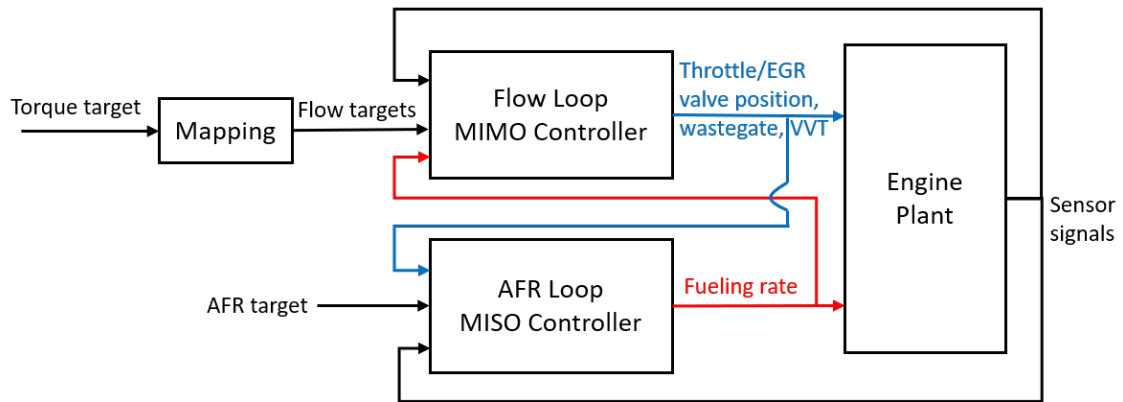 Torque target
Mapping
Flow targets
Flow Loop
MIMO Controller
Throttle/EGR
valve position,
wastegate, VVT
Engine
Plant
Sensor
signals
AFR target
AFR Loop
MISO Controller
Fueling rate